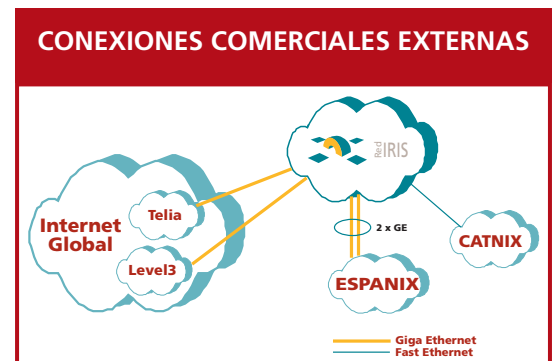 CONEXIONES COMERCIALES EXTERNAS
Red IRIS
Telia
Internet
Global
Level3
2 x GE
CATNIX
ESPANIX
Giga Ethernet
Fast Ethernet